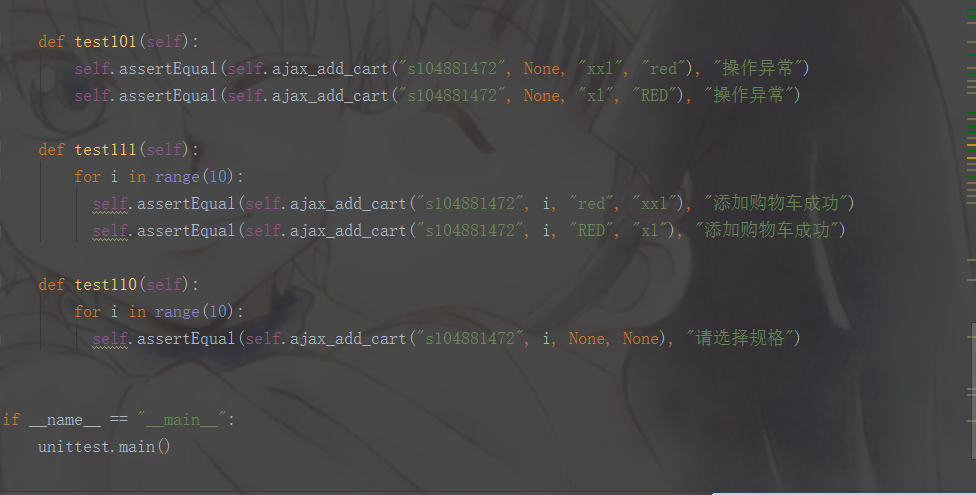 def test101(self):
self.assertEqual(self.ajax_add_cart("s104881472", None, "xxl", "red"), "操作异常")
self.assertEqual(self.ajax_add_cart("s104881472", None, "xl", "RED"), "操作异常")
def test111(self):
for i in range(10):
self.assertEqual(self.ajax_add_cart("s104881472", i, "red", "xxl"), "添加购物车成功")
self.assertEqual(self.ajax_add_cart("s104881472", i, "RED", "xl"), "添加购物车成功")
def test110(self):
for i in range(10):
self.assertEqual(self.ajax_add_cart("s104881472", i, None, None), "请选择规格")
if __name__ == "__main__":
unittest.main()